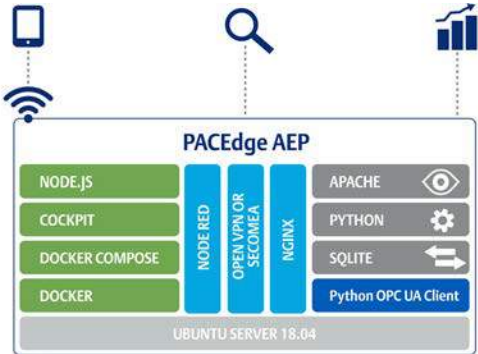 PACEdge AEP
NODE.JS
COCKPIT
DOCKER COMPOSE
DOCKER
NODE RED
OPEN VPN OR
SECOMEA
NGINX
APACHE
PYTHON
SQLITE
Python OPC UA Client
UBUNTU SERVER 18.04